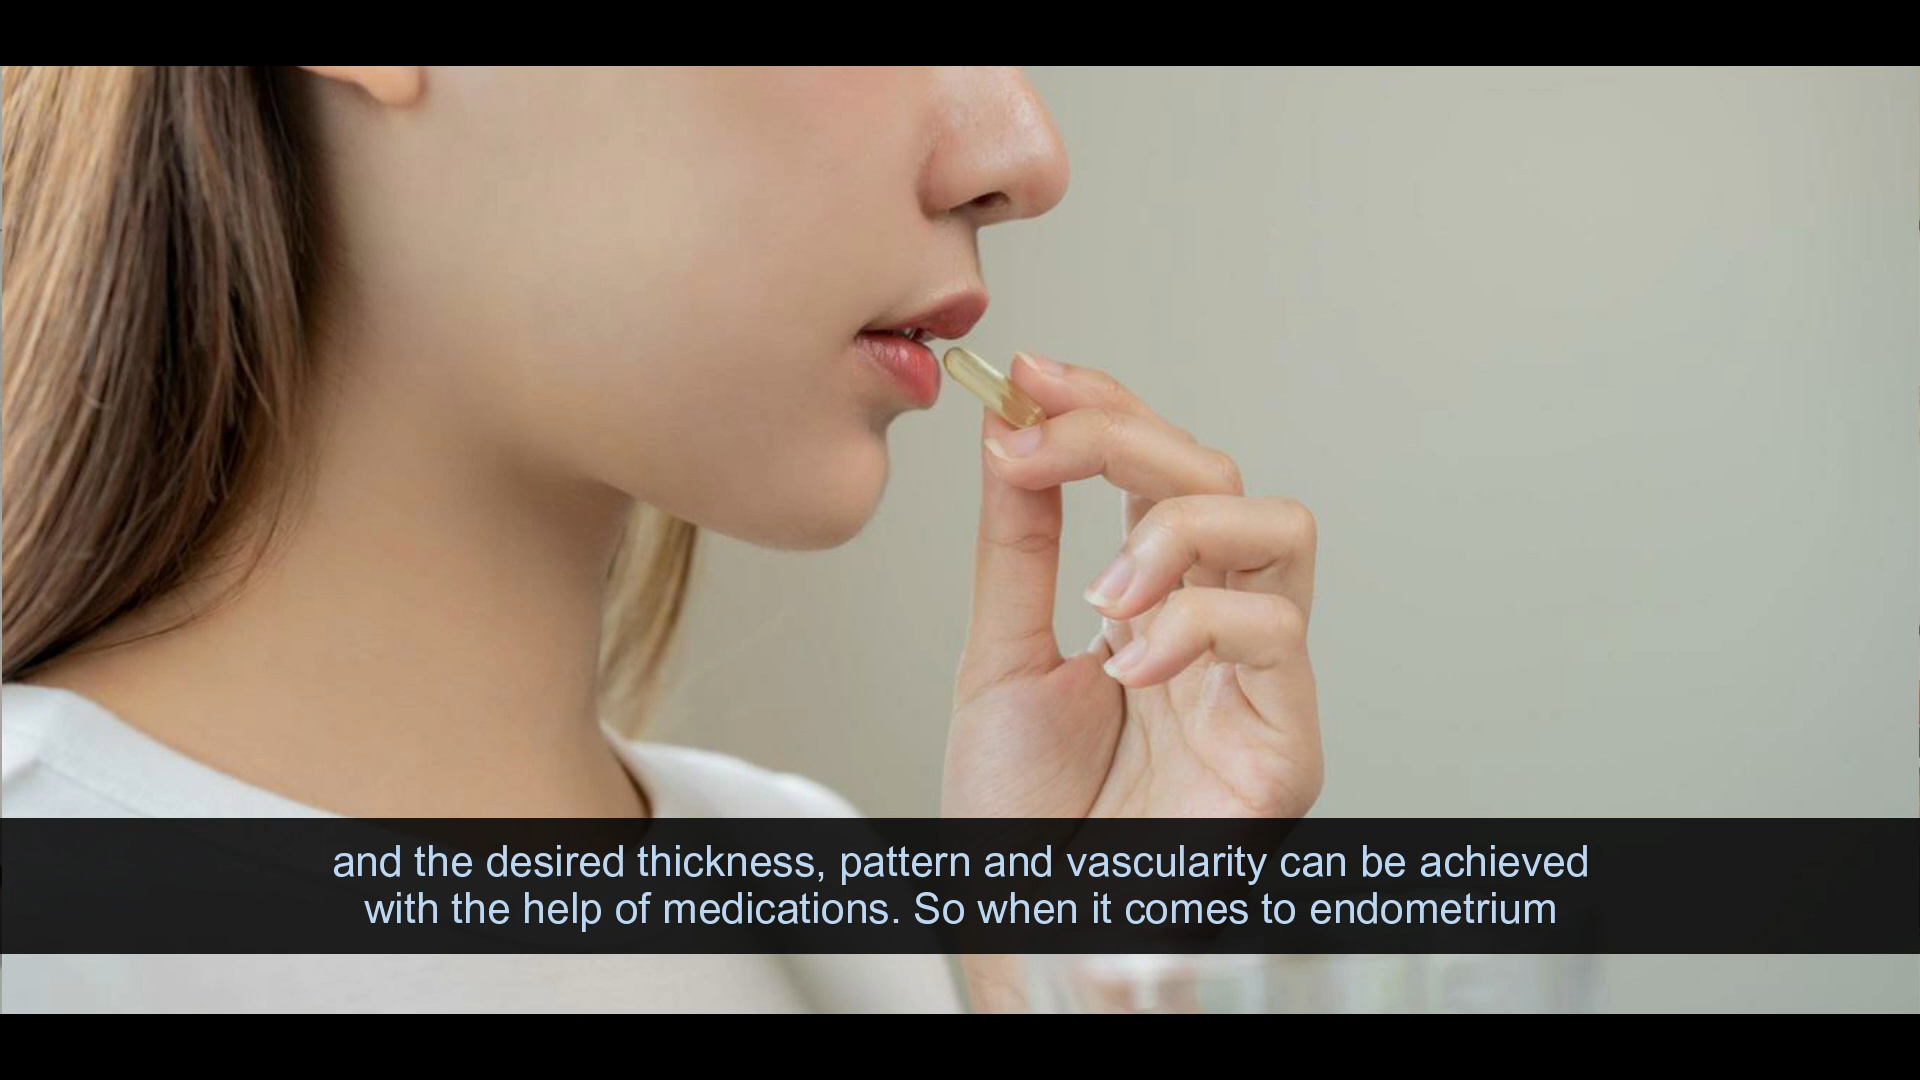 and the desired thickness, pattern and vascularity can be achieved
with the help of medications. So when it comes to endometrium